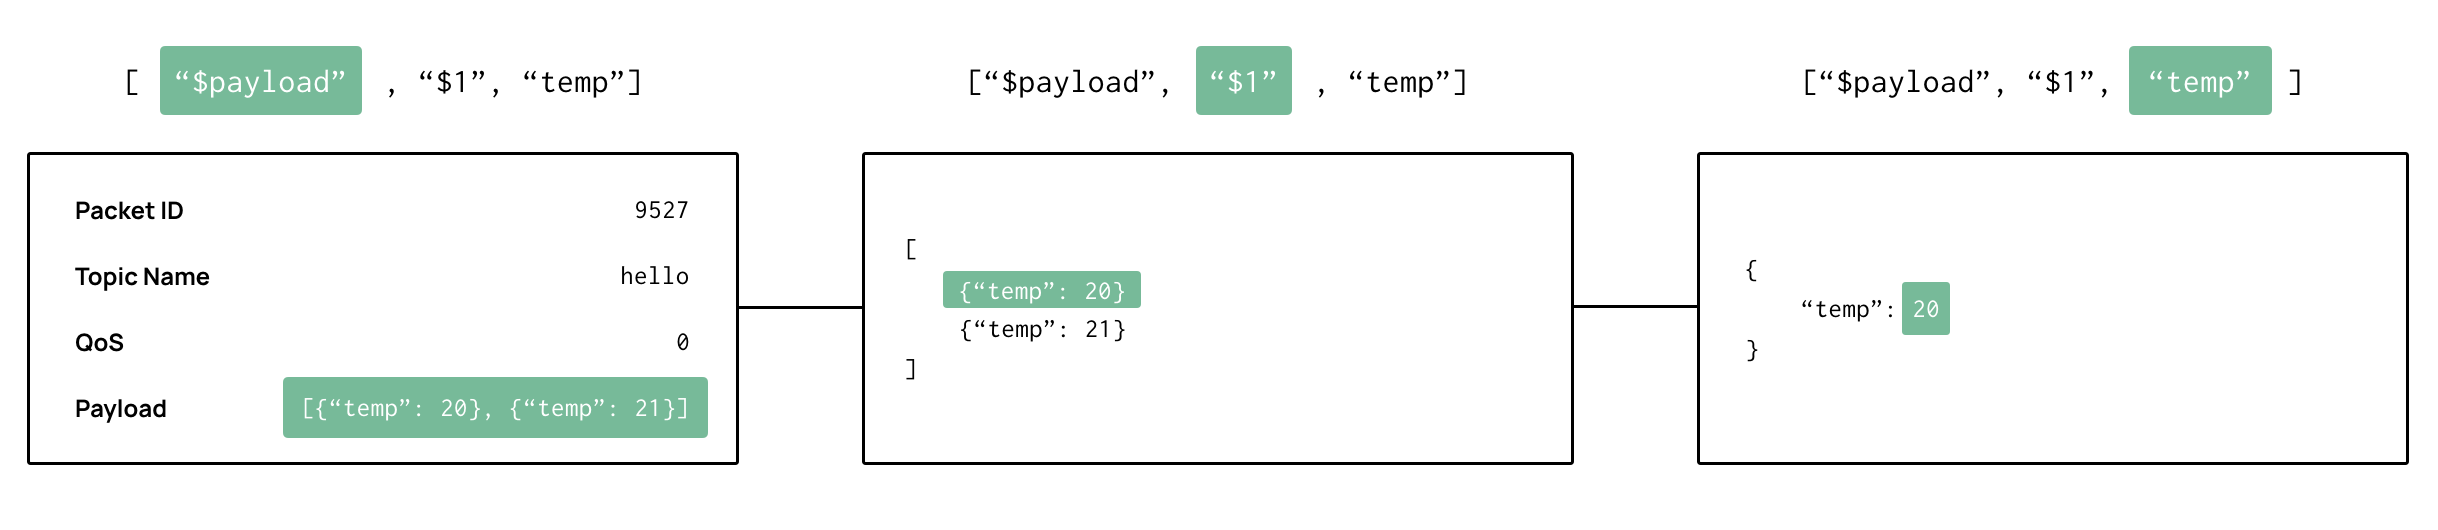 [ “$payload” , “$1”, “temp”]
Packet ID 9527
Topic Name hello
QoS 0
Payload [{“temp”: 20}, {“temp”: 21}]
[“$payload”, “$1” , “temp”]
[
{“temp”: 20}
{“temp”: 21}
]
[“$payload”, “$1”, “temp” ]
{
“temp”: 20
}